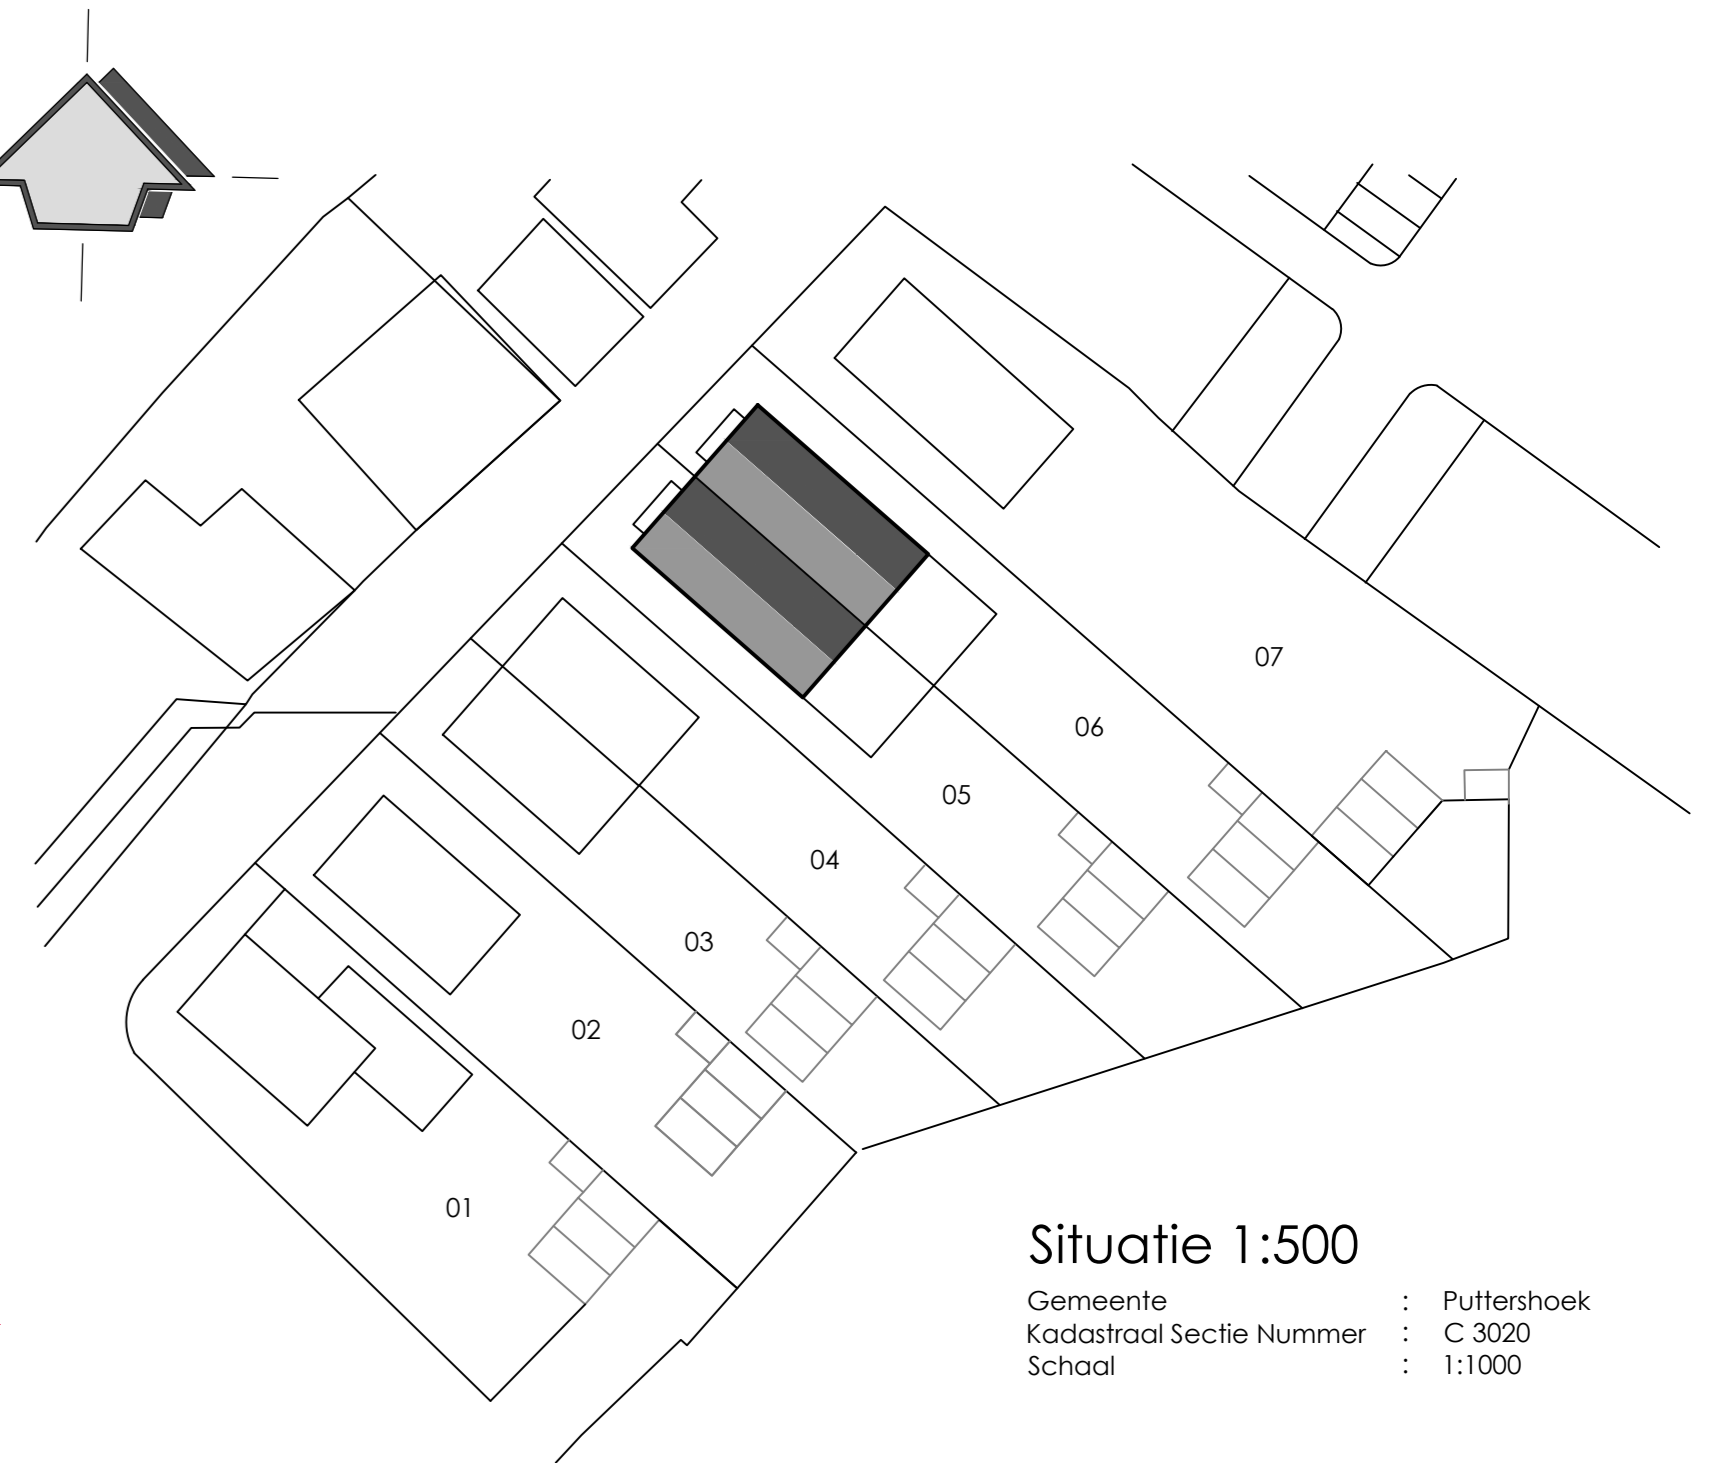 07
06
05
04
03
02
01
Situatie 1:500
Gemeente : Puttershoek
Kadastraal Sectie Nummer : C 3020
Schaal : 1:1000